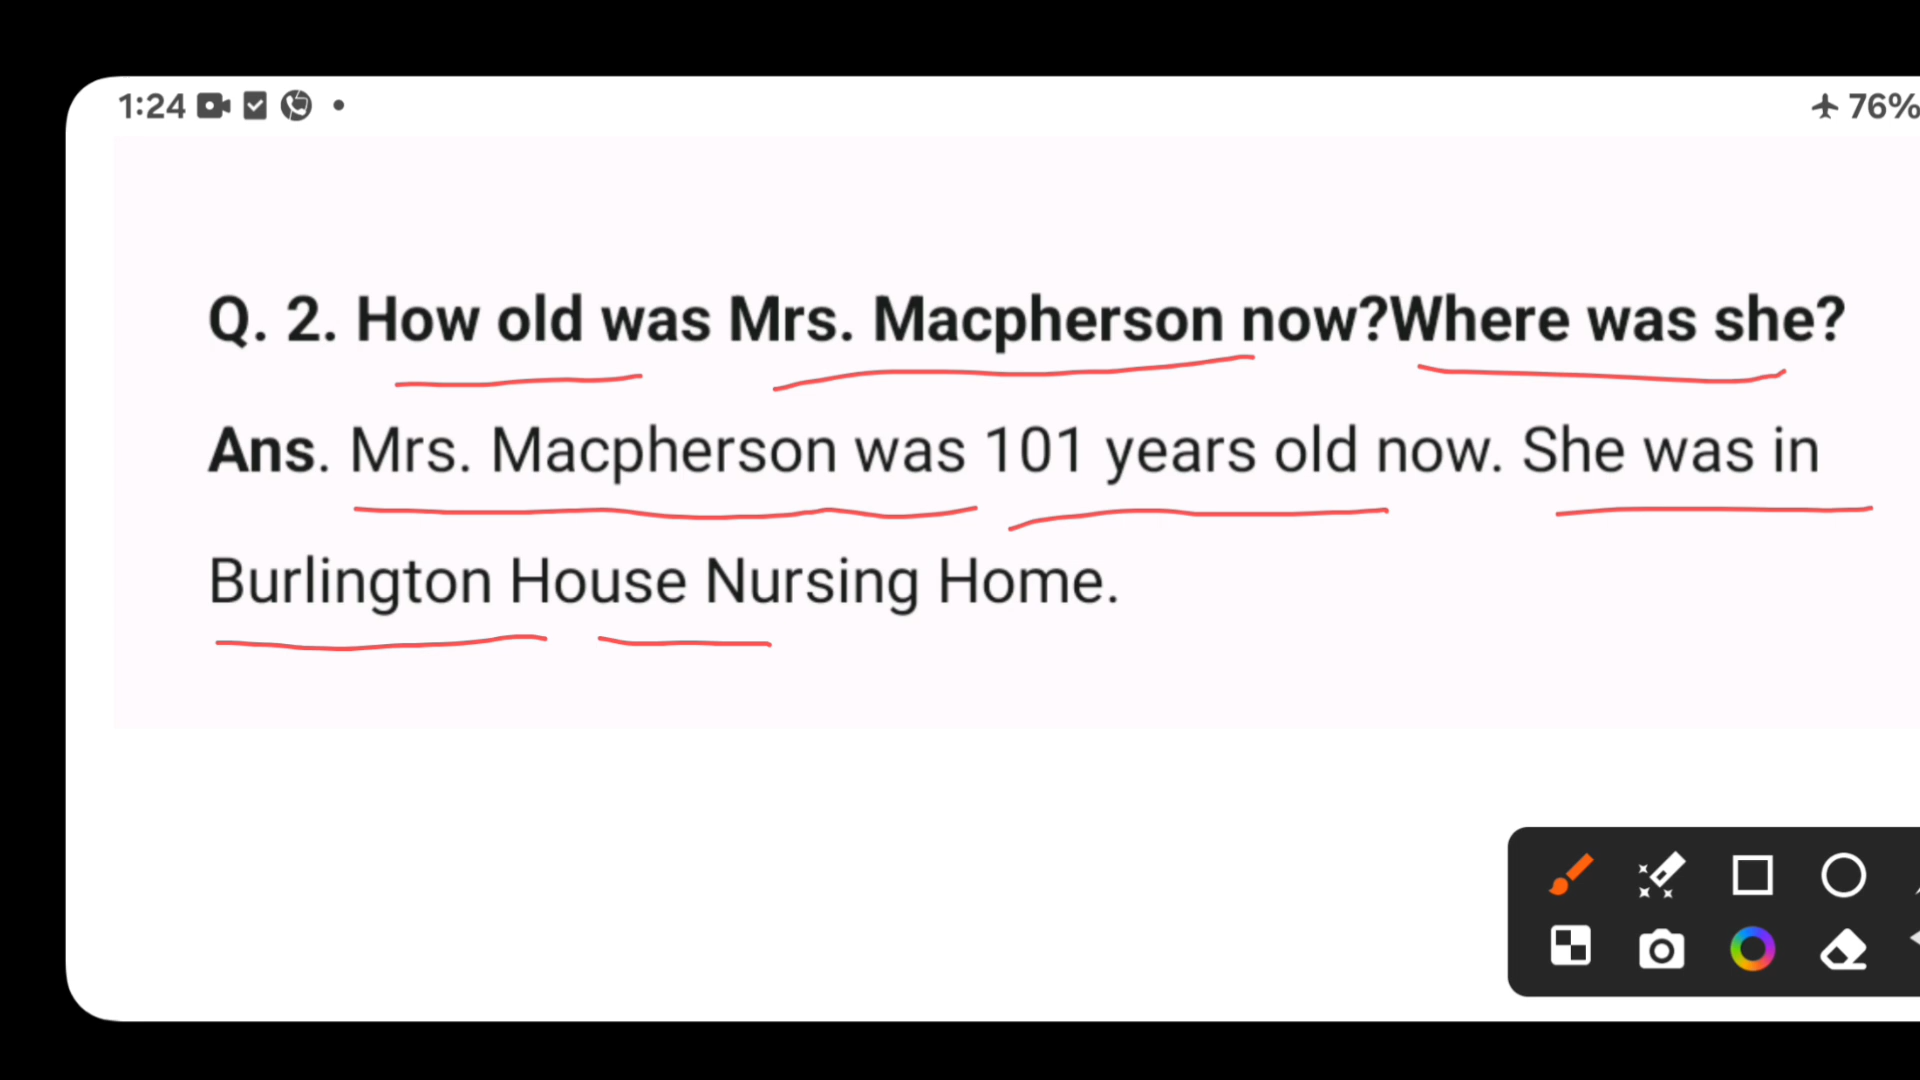 1:24 76%
Q. 2. How old was Mrs. Macpherson now?Where was she?
Ans. Mrs. Macpherson was 101 years old now. She was in
Burlington House Nursing Home.